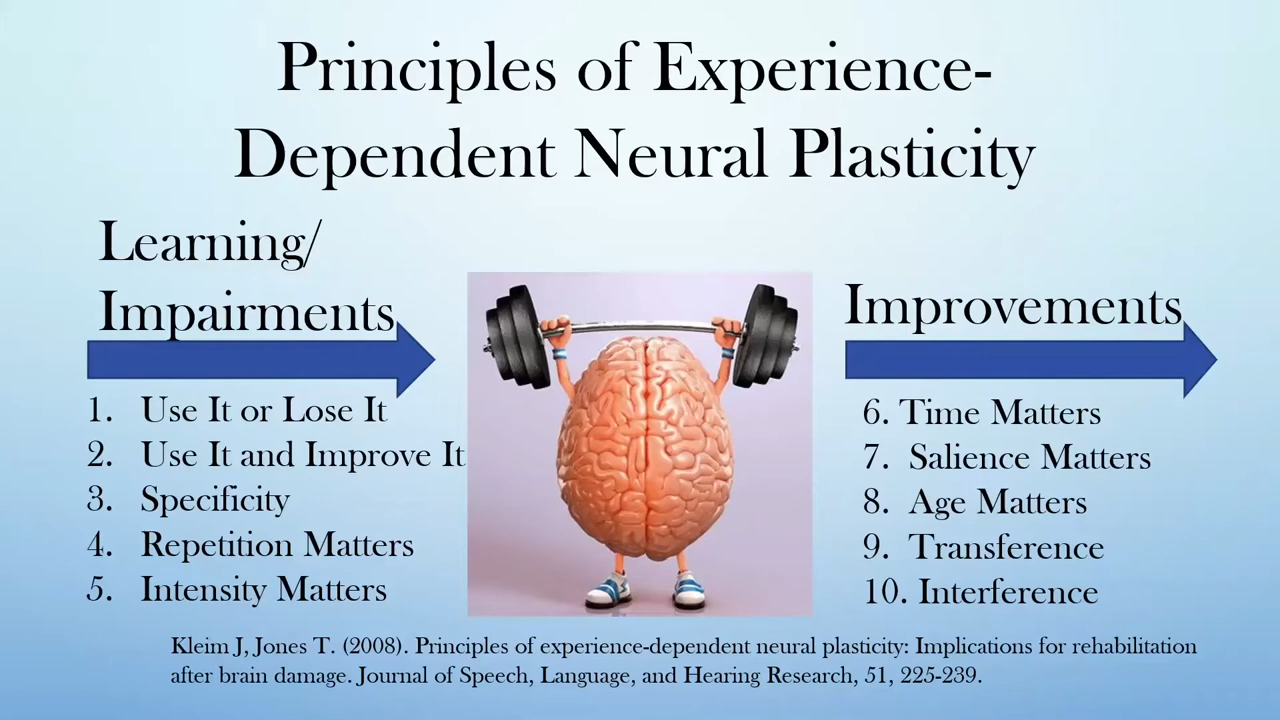 Principles of Experience-
Dependent Neural Plasticity
Learning/
Impairments
1. Use It or Lose It
2. Use It and Improve It
3. Specificity
4. Repetition Matters
5. Intensity Matters
Improvements
6. Time Matters
7. Salience Matters
8. Age Matters
9. Transference
10. Interference
Kleim J, Jones T. (2008). Principles of experience-dependent neural plasticity: Implications for rehabilitation
after brain damage. Journal of Speech, Language, and Hearing Research, 51, 225-239.